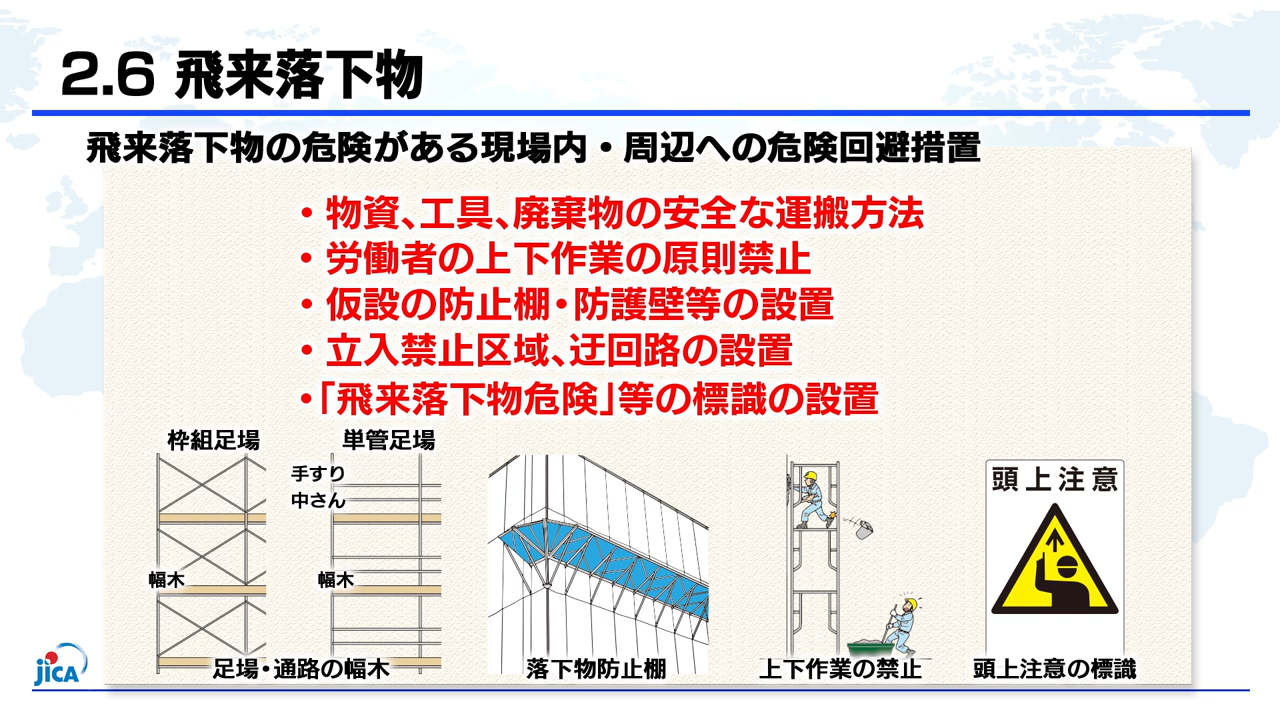 2.6 飛来落下物
飛来落下物の危険がある現場内・周辺への危険回避措置
・物資、工具、廃棄物の安全な運搬方法
・労働者の上下作業の原則禁止
・仮設の防止棚・防護壁等の設置
・立入禁止区域、迂回路の設置
・「飛来落下物危険」等の標識の設置
枠組足場
単管足場
手すり
中さん
幅木
幅木
足場・通路の幅木
落下物防止棚
上下作業の禁止
頭上注意
頭上注意の標識
JICA